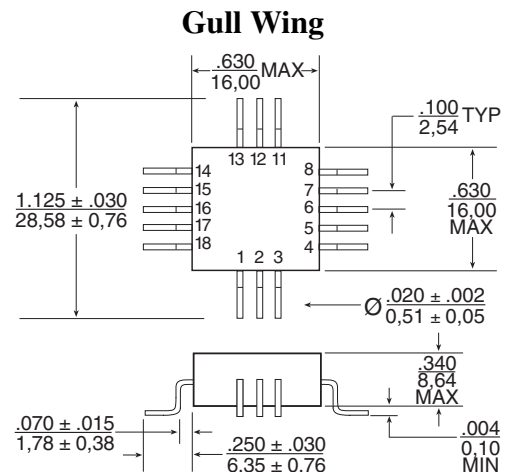 Gull Wing
.630
16,00 MAX
.100
2,54 TYP
13 12 11
14
15
16
17
18
8
7
6
5
4
1 2 3
1.125 ± .030
28,58 ± 0,76
.630
16,00
MAX
Ø .020 ± .002
0,51 ± 0,05
.340
8,64
MAX
.070 ± .015
1,78 ± 0,38
.250 ± .030
6.35 ± 0.76
.004
0,10
MIN